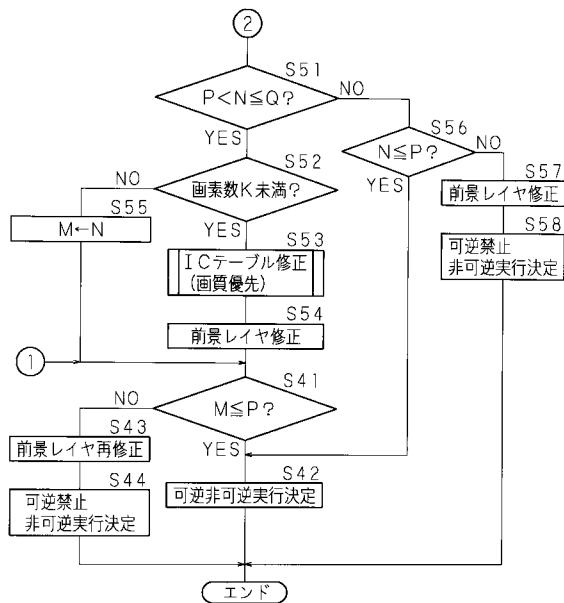 2
S51
P<N≦Q?
NO
YES
S56
N≦P?
NO
YES
S52
画素数K未満?
NO
YES
S57
前景レイヤ修正
S55
M←N
S58
可逆禁止
非可逆実行決定
S53
ICテーブル修正
(画質優先)
S54
前景レイヤ修正
1
S41
M≦P?
NO
YES
S43
前景レイヤ再修正
S42
可逆非可逆実行決定
S44
可逆禁止
非可逆実行決定
エンド